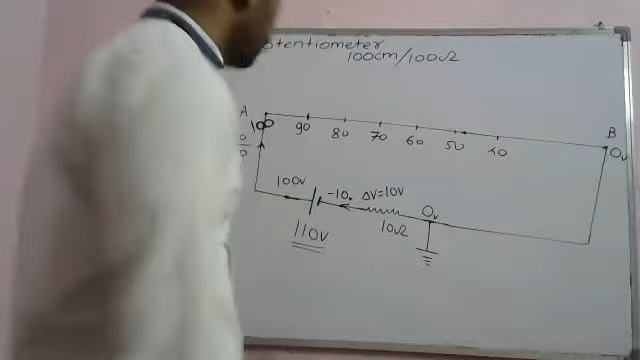 otentiometer
100cm/100Ω
A
100 90 80 70 60 50 40
B
0v
100v
-10v ΔV=10V
0v
10Ω
110v